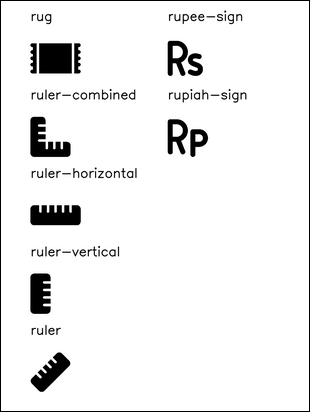 rug
rupee-sign
Rs
ruler-combined
rupiah-sign
Rp
ruler-horizontal
ruler-vertical
ruler